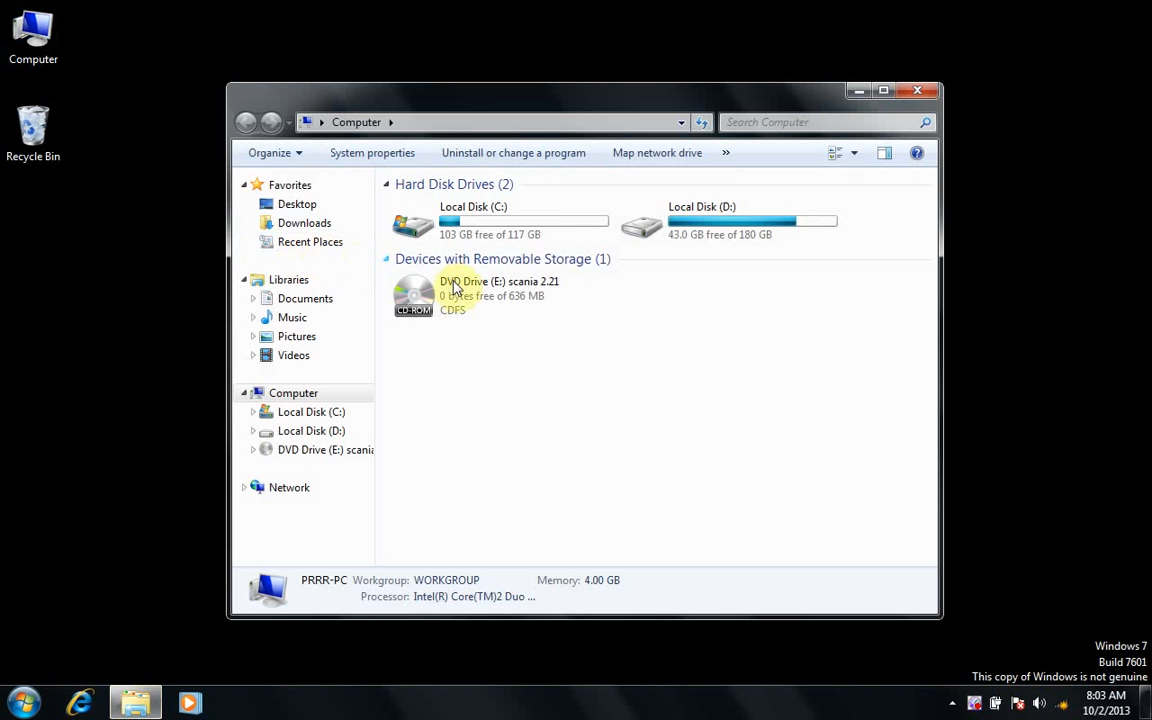 Computer
Recycle Bin
Computer
Search Computer
Organize
System properties
Uninstall or change a program
Map network drive
»
Favorites
Desktop
Downloads
Recent Places
Libraries
Documents
Music
Pictures
Videos
Computer
Local Disk (C:)
Local Disk (D:)
DVD Drive (E:) scania
Network
Hard Disk Drives (2)
Local Disk (C:)
103 GB free of 117 GB
Local Disk (D:)
43.0 GB free of 180 GB
Devices with Removable Storage (1)
DVD Drive (E:) scania 2.21
0 bytes free of 636 MB
CDFS
CD-ROM
PRRR-PC Workgroup: WORKGROUP Memory: 4.00 GB
Processor: Intel(R) Core(TM)2 Duo ...
Windows 7
Build 7601
This copy of Windows is not genuine
8:03 AM
10/2/2013